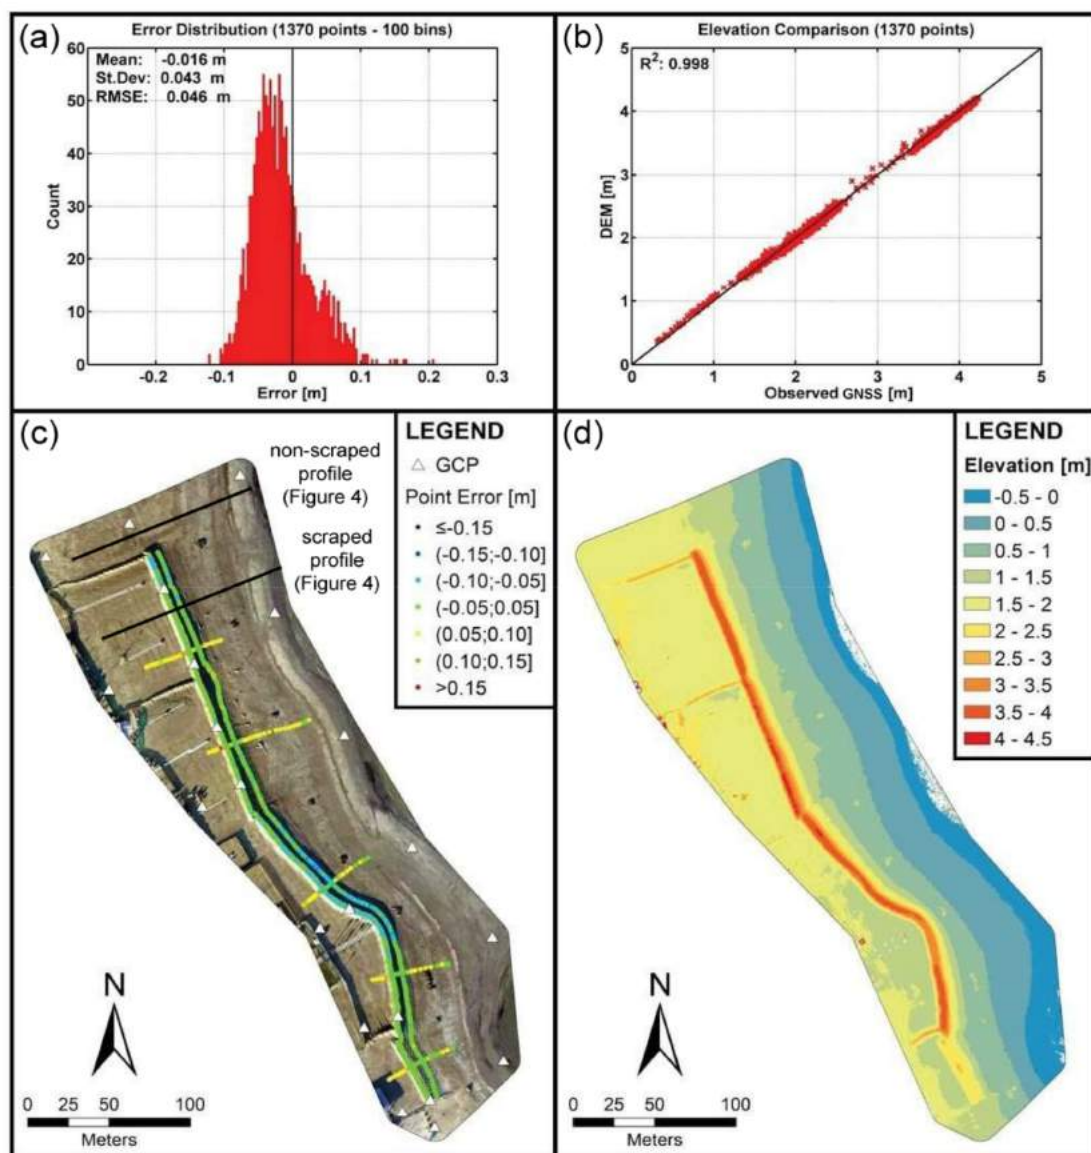 (a)
Error Distribution (1370 points - 100 bins)
Mean: -0.016 m
St.Dev: 0.043 m
RMSE: 0.046 m
60
50
40
30
20
10
0
Count
-0.2
-0.1
0
0.1
0.2
0.3
Error [m]
(b)
Elevation Comparison (1370 points)
R²: 0.998
5
4
3
2
1
0
DEM [m]
0
1
2
3
4
5
Observed GNSS [m]
(c)
non-scraped
profile
(Figure 4)
scraped
profile
(Figure 4)
LEGEND
GCP
Point Error [m]
≤-0.15
(-0.15;-0.10]
(-0.10;-0.05]
(-0.05;0.05]
(0.05;0.10]
(0.10;0.15]
>0.15
N
0 25 50 100
Meters
(d)
LEGEND
Elevation [m]
-0.5 - 0
0 - 0.5
0.5 - 1
1 - 1.5
1.5 - 2
2 - 2.5
2.5 - 3
3 - 3.5
3.5 - 4
4 - 4.5
N
0 25 50 100
Meters